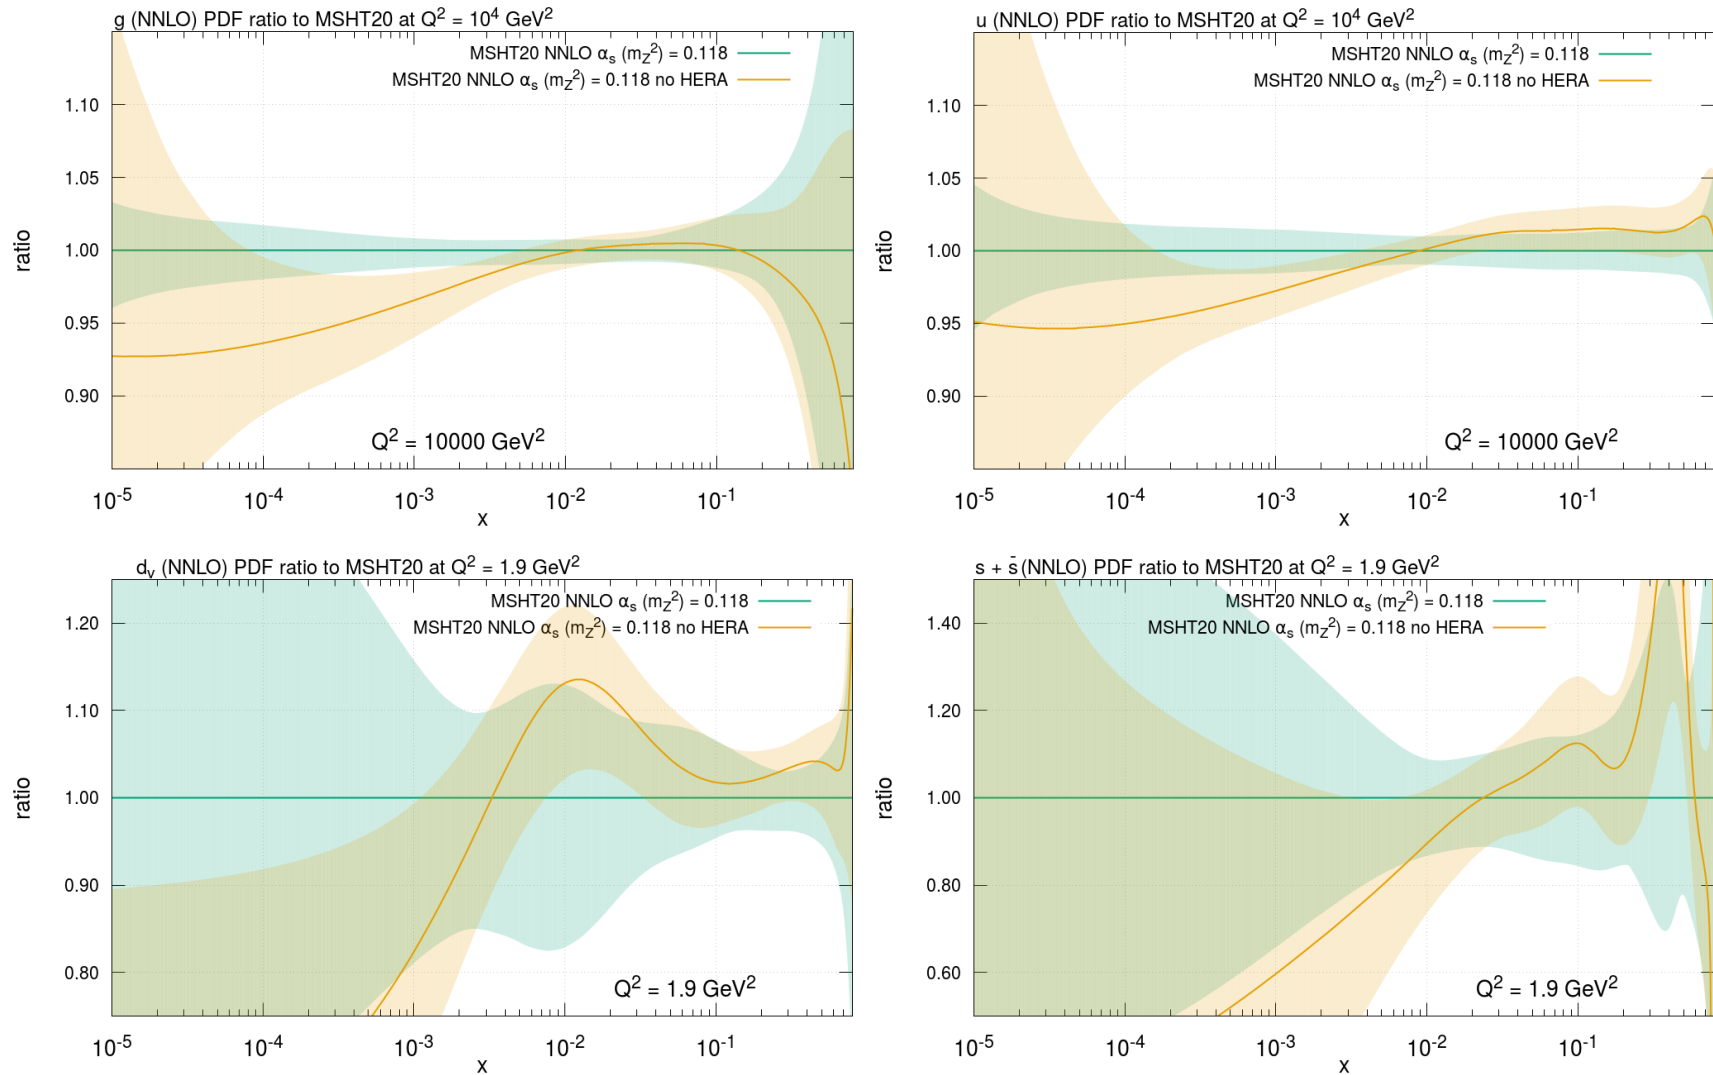 g (NNLO) PDF ratio to MSHT20 at Q² = 10⁴ GeV²
MSHT20 NNLO αₛ (m_Z²) = 0.118
MSHT20 NNLO αₛ (m_Z²) = 0.118 no HERA
1.10
1.05
1.00
0.95
0.90
ratio
Q² = 10000 GeV²
10⁻⁵ 10⁻⁴ 10⁻³ 10⁻² 10⁻¹
x
u (NNLO) PDF ratio to MSHT20 at Q² = 10⁴ GeV²
MSHT20 NNLO αₛ (m_Z²) = 0.118
MSHT20 NNLO αₛ (m_Z²) = 0.118 no HERA
1.10
1.05
1.00
0.95
0.90
ratio
Q² = 10000 GeV²
10⁻⁵ 10⁻⁴ 10⁻³ 10⁻² 10⁻¹
x
dᵥ (NNLO) PDF ratio to MSHT20 at Q² = 1.9 GeV²
MSHT20 NNLO αₛ (m_Z²) = 0.118
MSHT20 NNLO αₛ (m_Z²) = 0.118 no HERA
1.20
1.10
1.00
0.90
0.80
ratio
Q² = 1.9 GeV²
10⁻⁵ 10⁻⁴ 10⁻³ 10⁻² 10⁻¹
x
s + s̄ (NNLO) PDF ratio to MSHT20 at Q² = 1.9 GeV²
MSHT20 NNLO αₛ (m_Z²) = 0.118
MSHT20 NNLO αₛ (m_Z²) = 0.118 no HERA
1.40
1.20
1.00
0.80
0.60
ratio
Q² = 1.9 GeV²
10⁻⁵ 10⁻⁴ 10⁻³ 10⁻² 10⁻¹
x